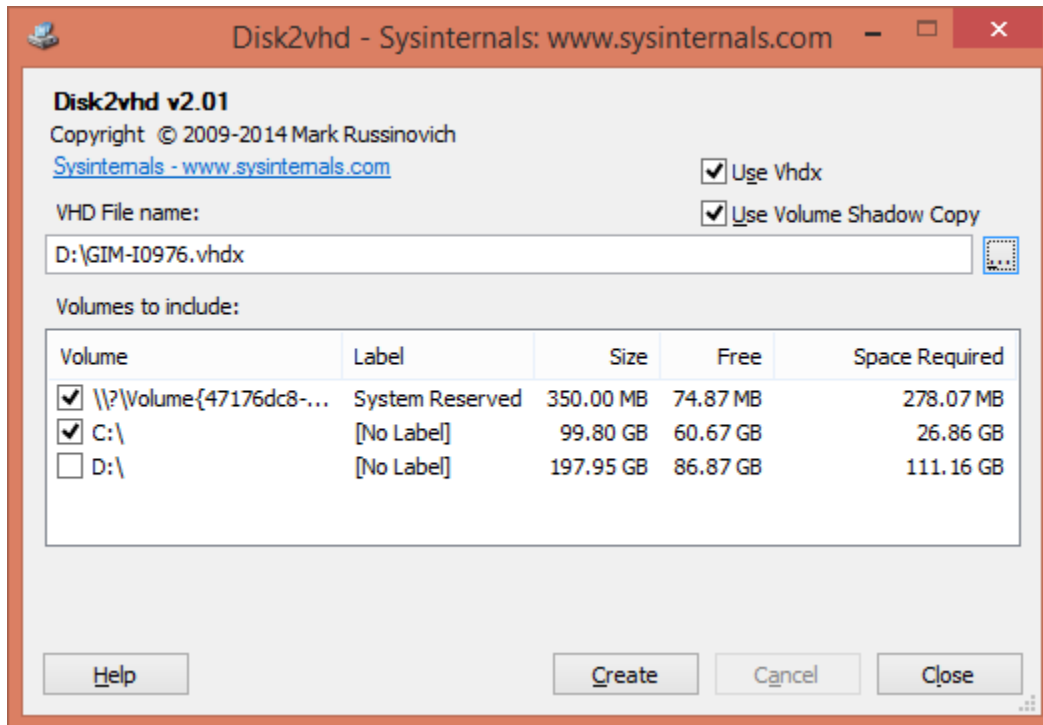 Disk2vhd - Sysinternals: www.sysinternals.com
Disk2vhd v2.01
Copyright © 2009-2014 Mark Russinovich
Sysinternals - www.sysinternals.com
Use Vhdx
VHD File name:
Use Volume Shadow Copy
D:\GIM-I0976.vhdx
...
Volumes to include:
Volume Label Size Free Space Required
\\?\Volume{47176dc8-... System Reserved 350.00 MB 74.87 MB 278.07 MB
C:\ [No Label] 99.80 GB 60.67 GB 26.86 GB
D:\ [No Label] 197.95 GB 86.87 GB 111.16 GB
Help Create Cancel Close